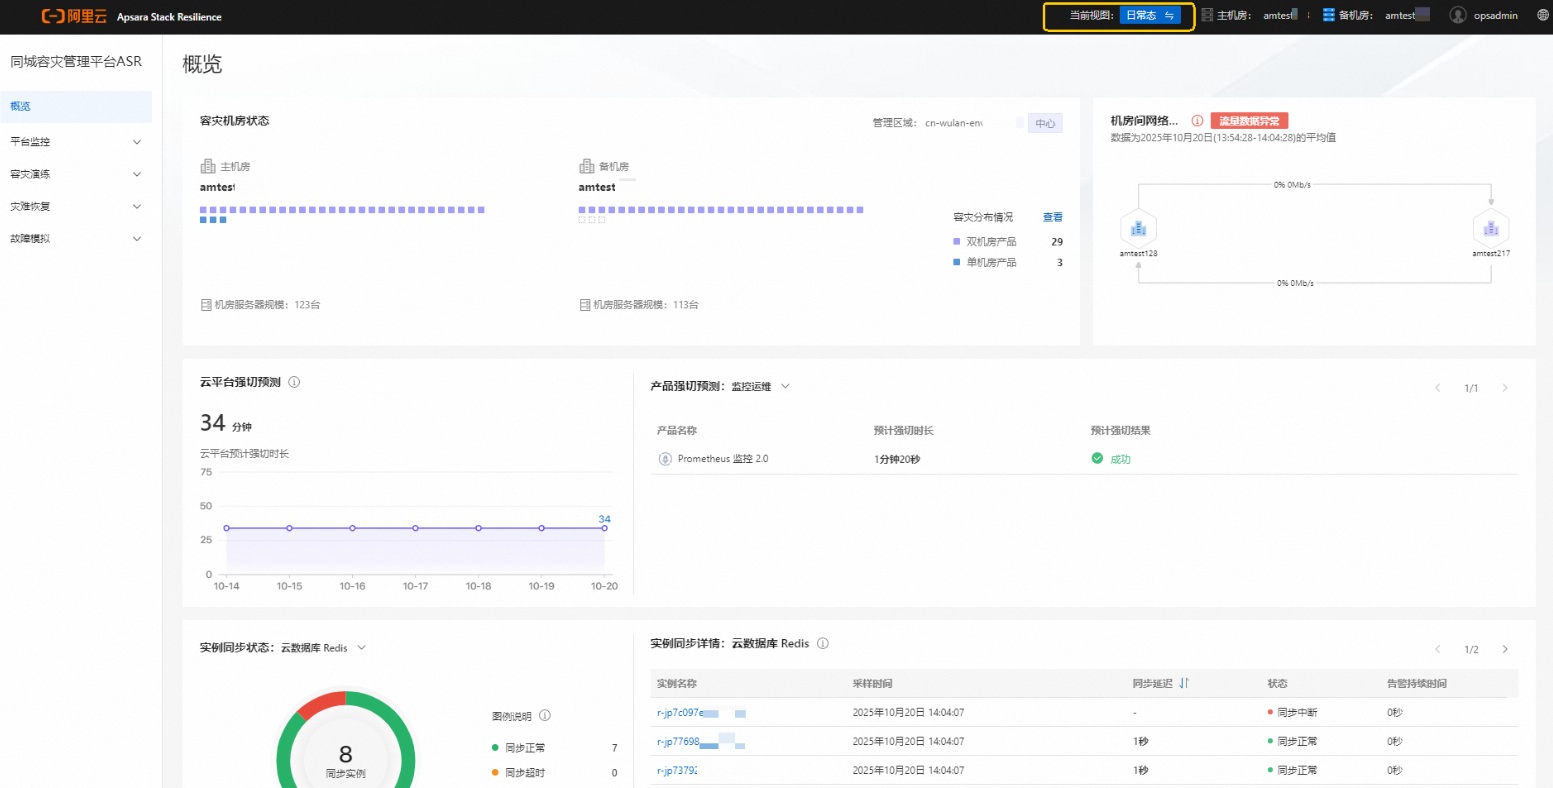 阿里云 Apsara Stack Resilience
当前视图: 日常态
主机房: amtest
备机房: amtest
opsadmin
同城容灾管理平台ASR
概览
平台监控
容灾演练
灾难恢复
故障模拟
概览
容灾机房状态
管理区域: cn-wulan-env
中心
主机房
amtest
备机房
amtest
容灾分布情况 查看
双机房产品 29
单机房产品 3
机房服务器规模: 123台
机房服务器规模: 113台
机房间网络...
流量数据异常
数据为2025年10月20日(13:54:28-14:04:28)的平均值
0% 0Mb/s
amtest128
amtest217
0% 0Mb/s
云平台强切预测
34 分钟
云平台预计强切时长
75
50
34
25
0
10-14 10-15 10-16 10-17 10-18 10-19 10-20
产品强切预测: 监控运维
1/1
产品名称 预计强切时长 预计强切结果
Prometheus 监控 2.0 1分钟20秒 成功
实例同步状态: 云数据库 Redis
8
同步实例
图例说明
同步正常 7
同步超时 0
实例同步详情: 云数据库 Redis
1/2
实例名称 采样时间 同步延迟 状态 告警持续时间
r-jp7c097e 2025年10月20日 14:04:07 - 同步中断 0秒
r-jp77698 2025年10月20日 14:04:07 1秒 同步正常 0秒
r-jp7379 2025年10月20日 14:04:07 1秒 同步正常 0秒